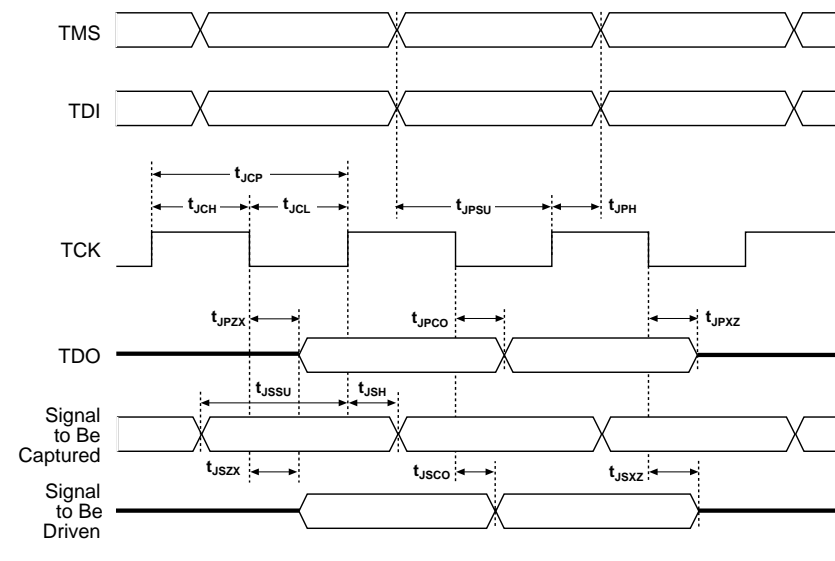 TMS
TDI
tJCP
tJCH tJCL tJPSU tJPH
TCK
tJPZX tJPCO tJPXZ
TDO
tJSSU tJSH
Signal
to Be
Captured
tJSZX tJSCO tJSXZ
Signal
to Be
Driven